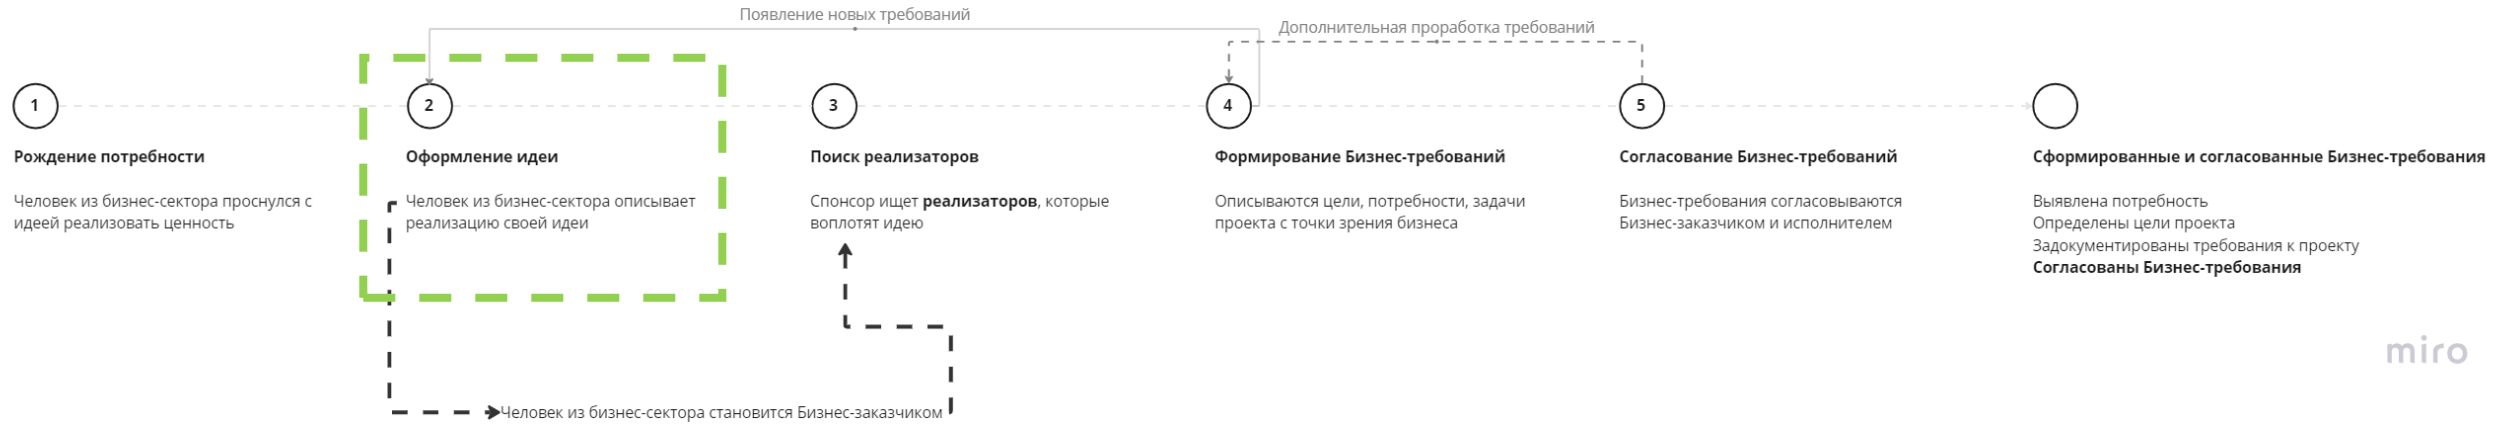 Появление новых требований
Дополнительная проработка требований
1
2
3
4
5
Рождение потребности
Человек из бизнес-сектора проснулся с
идеей реализовать ценность
Оформление идеи
Человек из бизнес-сектора описывает
реализацию своей идеи
Поиск реализаторов
Спонсор ищет реализаторов, которые
воплотят идею
Формирование Бизнес-требований
Описываются цели, потребности, задачи
проекта с точки зрения бизнеса
Согласование Бизнес-требований
Бизнес-требования согласовываются
Бизнес-заказчиком и исполнителем
Сформированные и согласованные Бизнес-требования
Выявлена потребность
Определены цели проекта
Задокументированы требования к проекту
Согласованы Бизнес-требования
Человек из бизнес-сектора становится Бизнес-заказчиком
miro